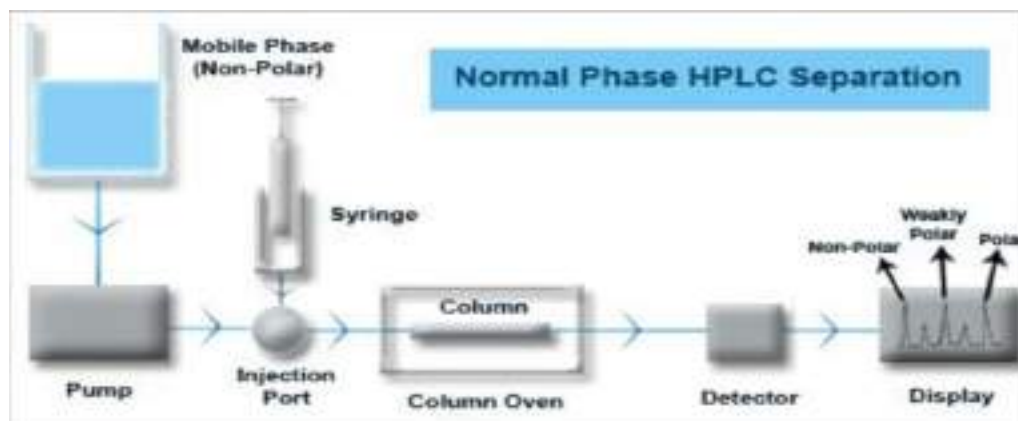 Mobile Phase
(Non-Polar)
Normal Phase HPLC Separation
Syringe
Weakly
Polar
Non-Polar
Pola
Column
Pump
Injection
Port
Column Oven
Detector
Display